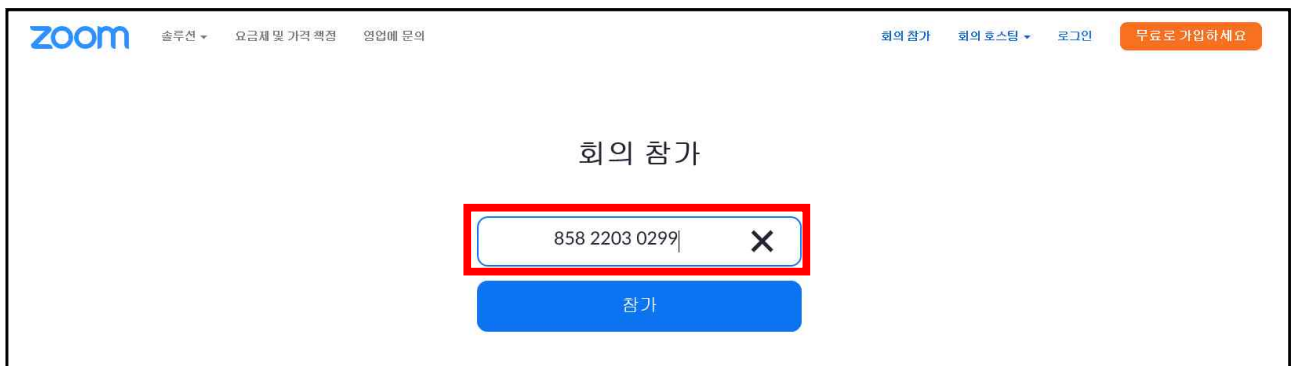 zoom 솔루션 요금제 및 가격 책정 영업에 문의 회의 참가 회의 호스팅 로그인 무료로 가입하세요
회의 참가
858 2203 0299
참가